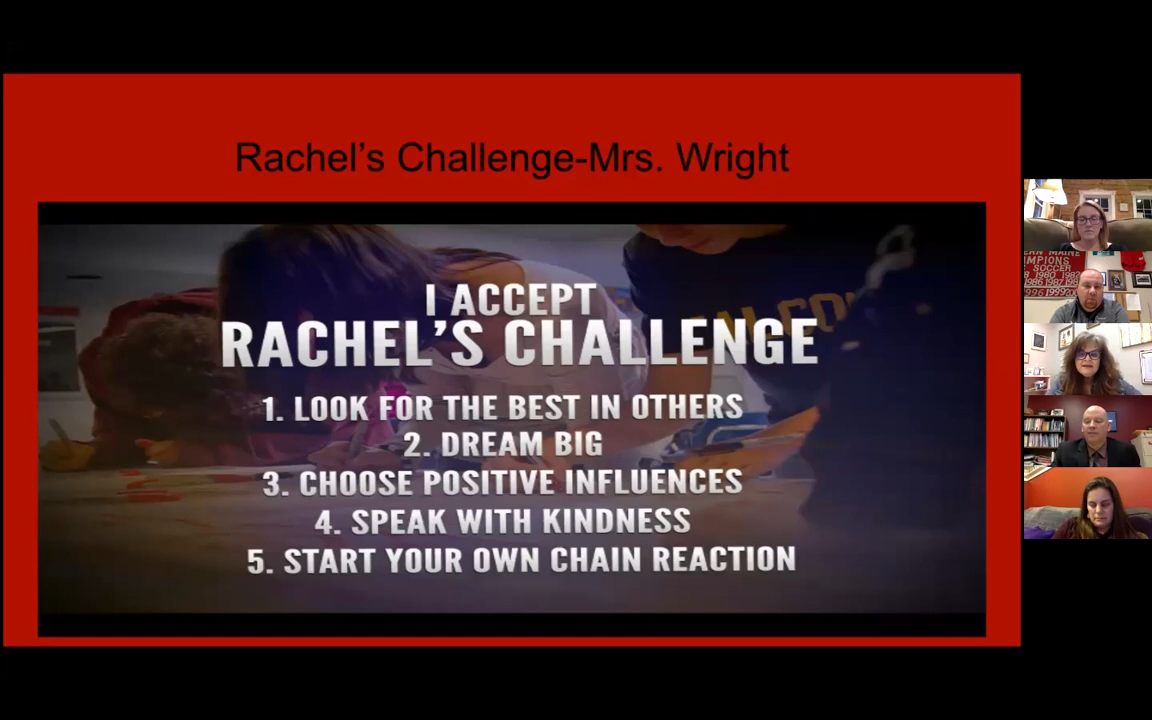 Rachel's Challenge-Mrs. Wright
I ACCEPT
RACHEL'S CHALLENGE
1. LOOK FOR THE BEST IN OTHERS
2. DREAM BIG
3. CHOOSE POSITIVE INFLUENCES
4. SPEAK WITH KINDNESS
5. START YOUR OWN CHAIN REACTION
SOCCER